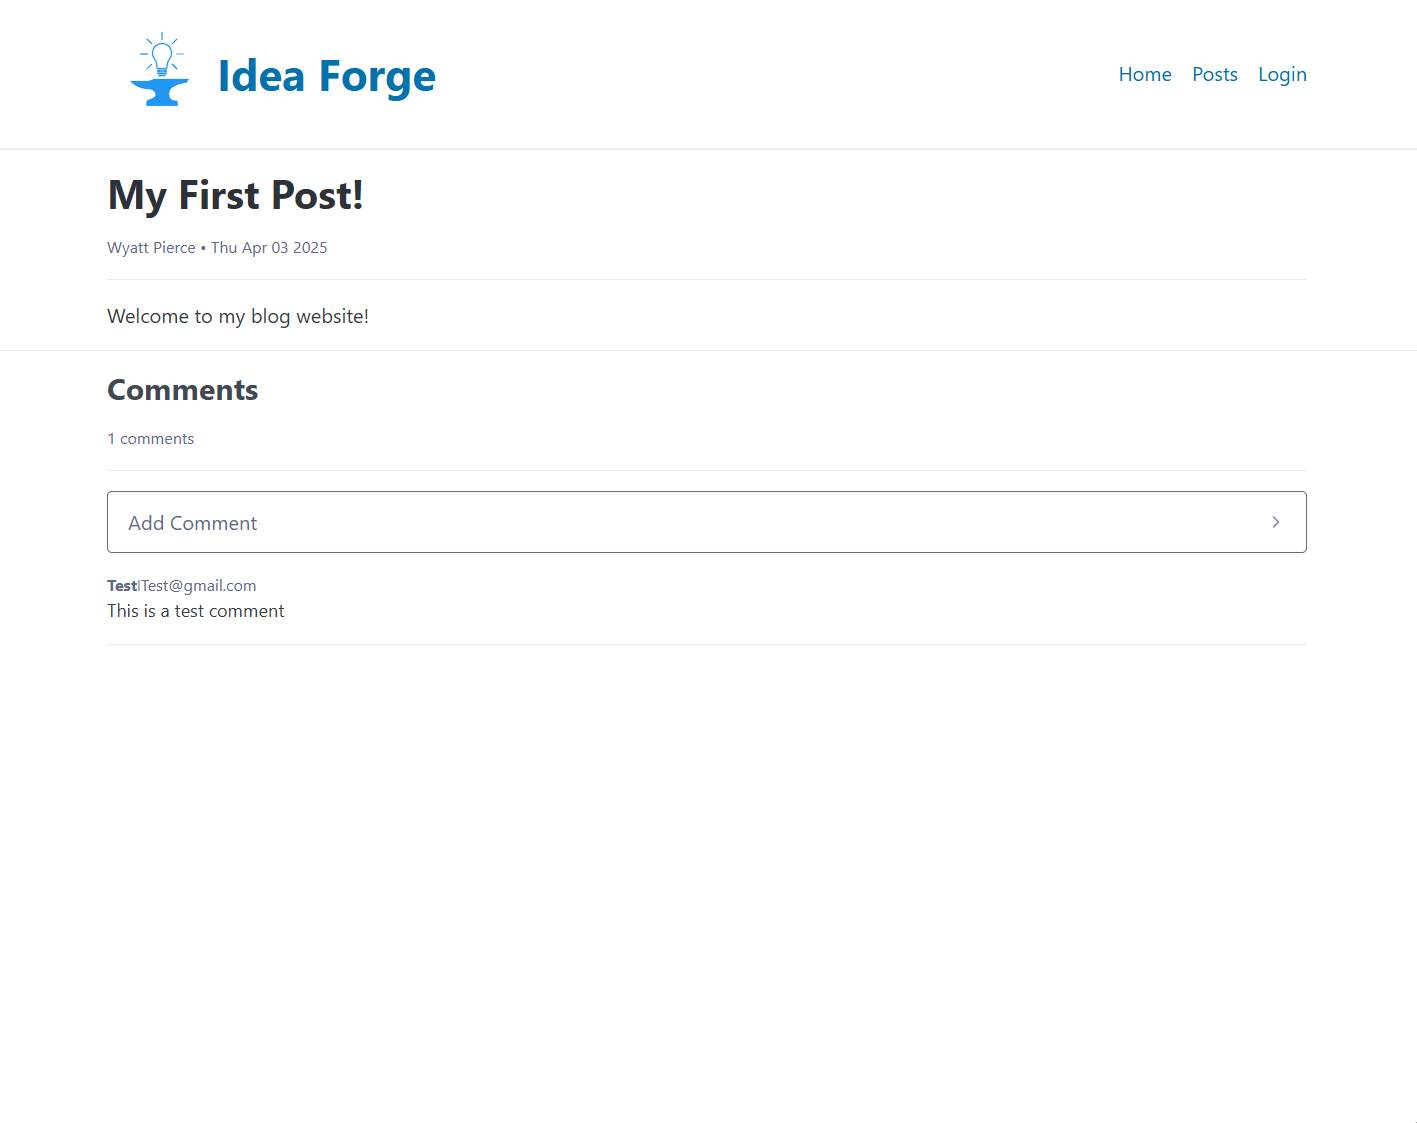 Idea Forge
Home Posts Login
My First Post!
Wyatt Pierce • Thu Apr 03 2025
Welcome to my blog website!
Comments
1 comments
Add Comment
Test|Test@gmail.com
This is a test comment